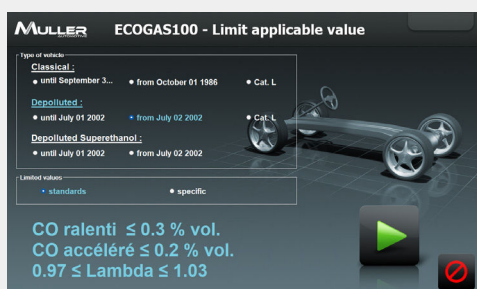 MULLER AUTOMOTIVE
ECOGAS100 - Limit applicable value
Type of vehicle
Classical :
until September 3... from October 01 1986 Cat. L
Depolluted :
until July 01 2002 from July 02 2002 Cat. L
Depolluted Superethanol :
until July 01 2002 from July 02 2002
Limited values
standards specific
CO ralenti ≤ 0.3 % vol.
CO accéléré ≤ 0.2 % vol.
0.97 ≤ Lambda ≤ 1.03